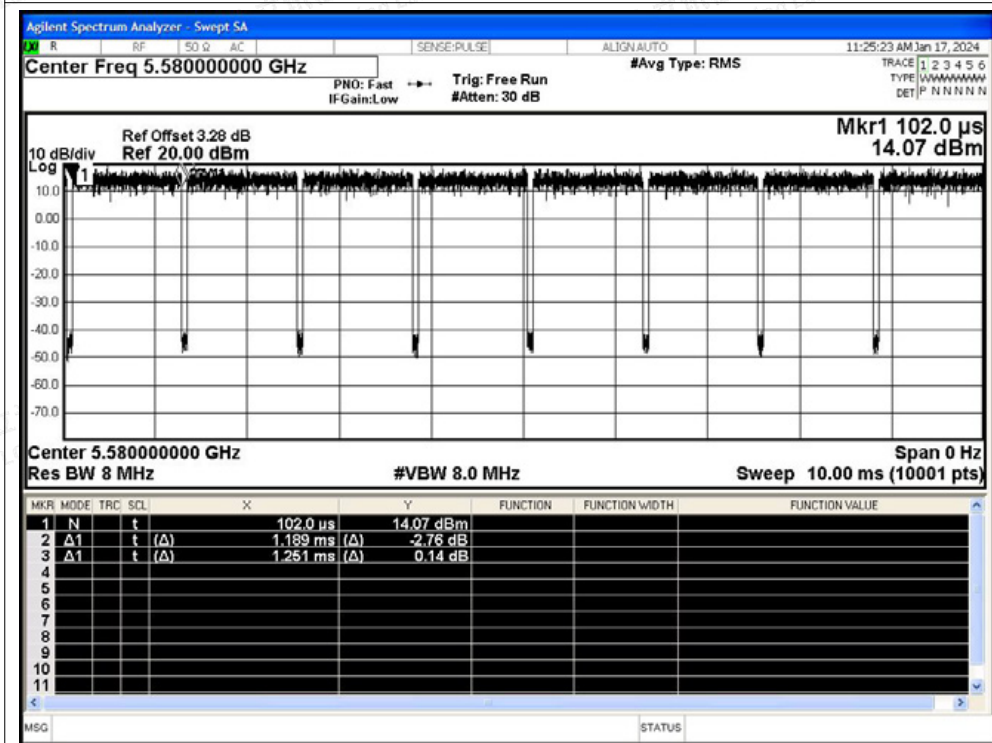 Agilent Spectrum Analyzer - Swept SA
R RF 50 Ω AC SENSE:PULSE ALIGNAUTO 11:25:23 AM Jan 17, 2024
Center Freq 5.580000000 GHz #Avg Type: RMS TRACE 1 2 3 4 5 6
PNO: Fast Trig: Free Run TYPE WWWWWW
IFGain:Low #Atten: 30 dB DET P N N N N N
Mkr1 102.0 µs
Ref Offset 3.28 dB
10 dB/div Ref 20.00 dBm 14.07 dBm
Log
1
10.0
0.00
-10.0
-20.0
-30.0
-40.0
-50.0
-60.0
-70.0
Center 5.580000000 GHz Span 0 Hz
Res BW 8 MHz #VBW 8.0 MHz Sweep 10.00 ms (10001 pts)
MKR MODE TRC SCL X Y FUNCTION FUNCTION WIDTH FUNCTION VALUE
1 N t 102.0 µs 14.07 dBm
2 Δ1 t (Δ) 1.189 ms (Δ) -2.76 dB
3 Δ1 t (Δ) 1.251 ms (Δ) 0.14 dB
4
5
6
7
8
9
10
11
MSG STATUS